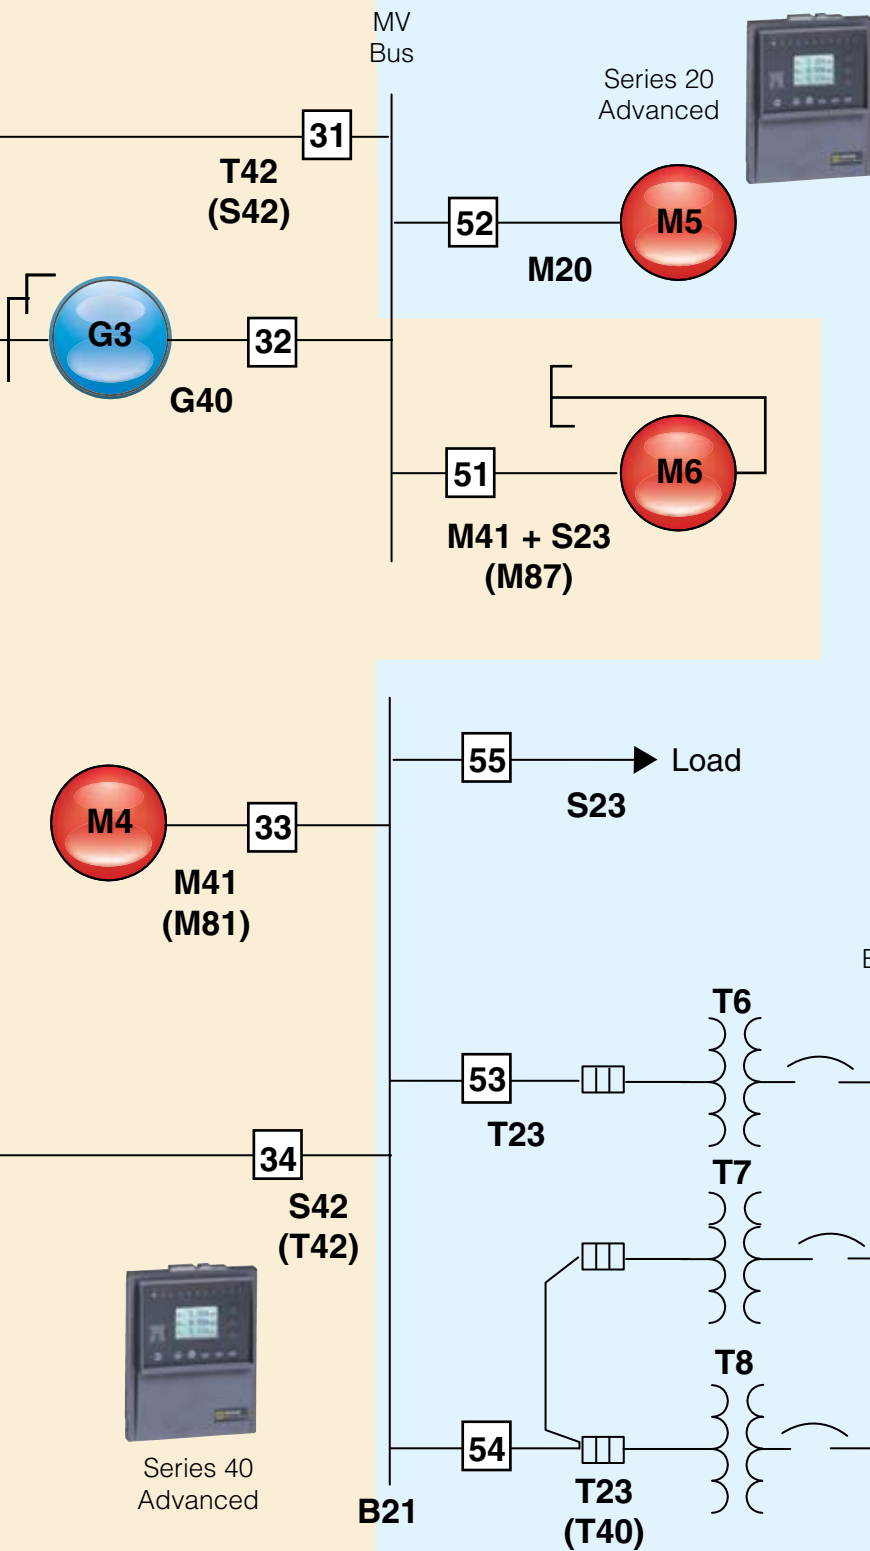 MV
Bus
Series 20
Advanced
31
T42
(S42)
52
M5
M20
G3
32
G40
51
M6
M41 + S23
(M87)
55
Load
S23
M4
33
M41
(M81)
T6
53
T23
34
S42
(T42)
T7
T8
54
Series 40
Advanced
B21
T23
(T40)